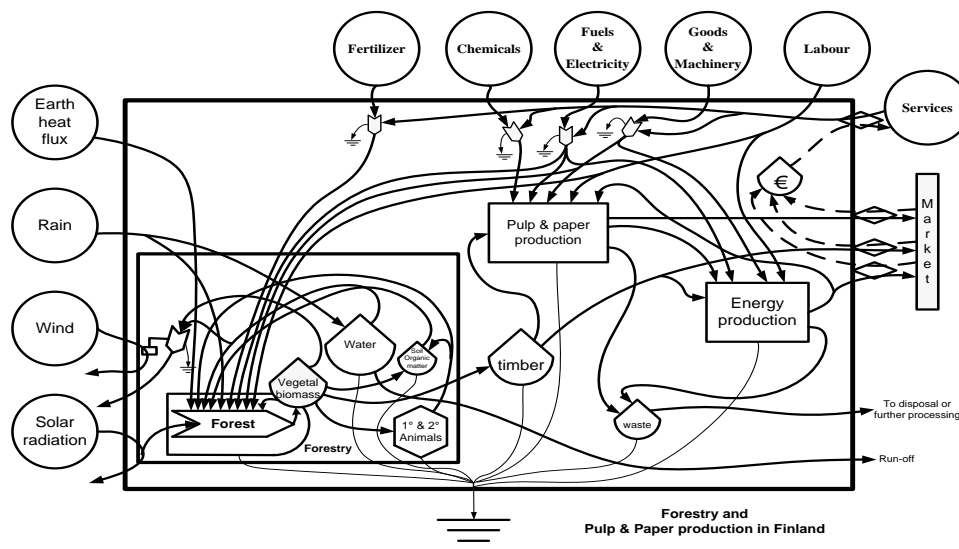 Fertilizer
Chemicals
Fuels
&
Electricity
Goods
&
Machinery
Labour
Services
Earth
heat
flux
Rain
Wind
Solar
radiation
€
Market
Pulp & paper
production
Energy
production
Water
Soil
Organic
matter
timber
Vegetal
biomass
Forest
1° & 2°
Animals
Forestry
waste
To disposal or
further processing
Run-off
Forestry and
Pulp & Paper production in Finland